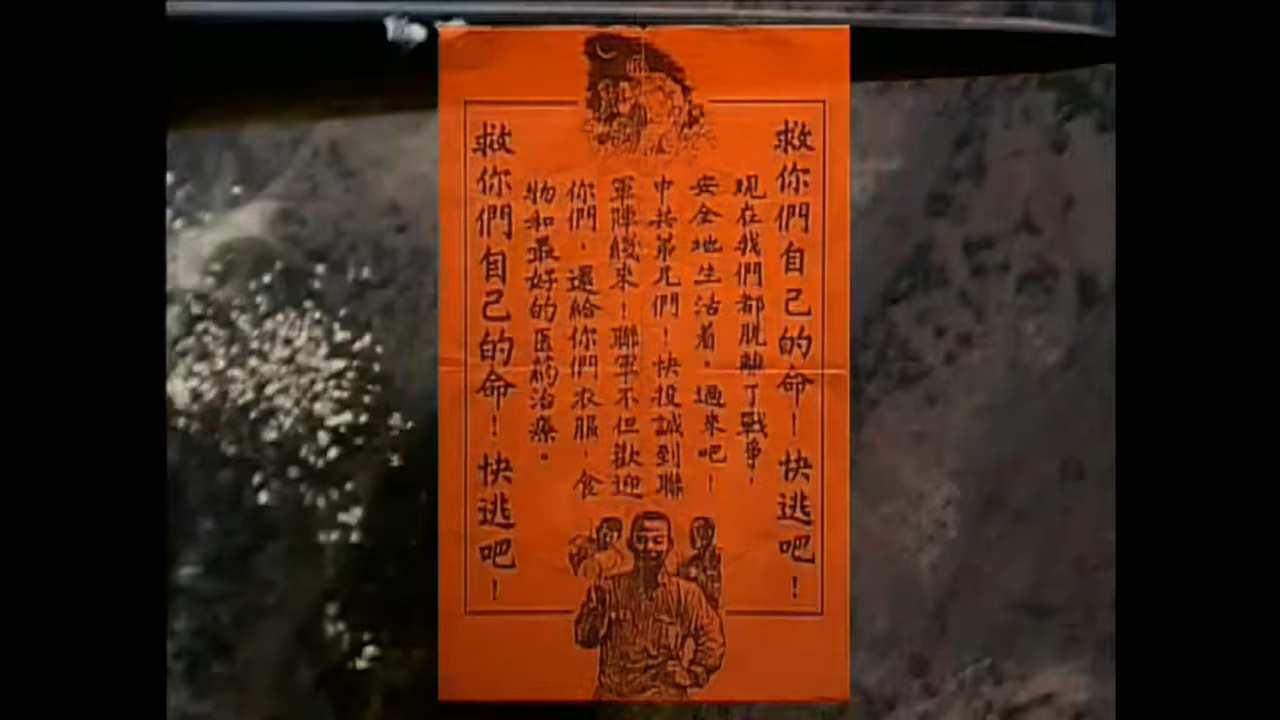 救你們自己的命！快逃吧！
現在我們都脫離了戰爭，
安全地生活着。過來吧！
中共弟兄們！快投誠到聯
軍陣綫來！聯軍不但歡迎
你們，還給你們衣服、食
物和最好的医葯治療。
救你們自己的命！快逃吧！